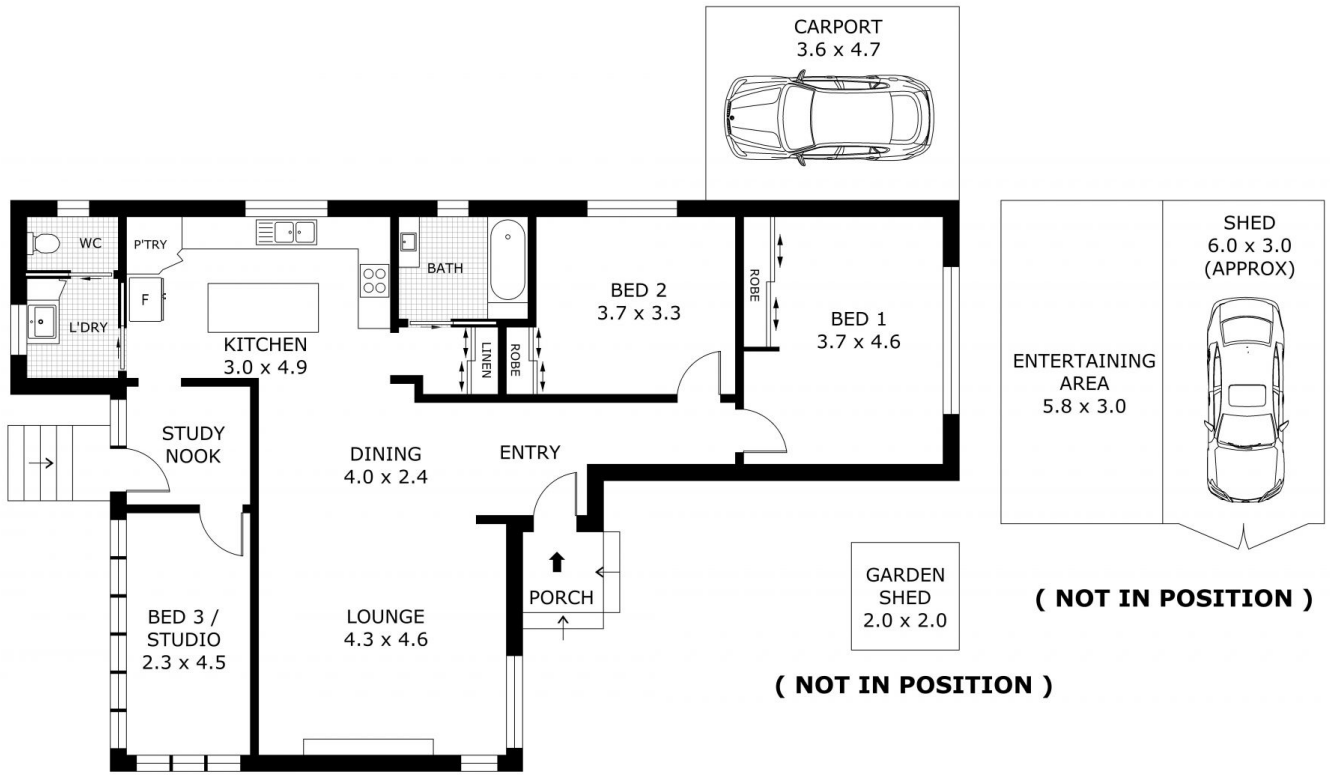 CARPORT
3.6 x 4.7
WC
P'TRY
BATH
BED 2
3.7 x 3.3
ROBE
BED 1
3.7 x 4.6
SHED
6.0 x 3.0
(APPROX)
F
L'DRY
KITCHEN
3.0 x 4.9
LINEN
ROBE
ENTERTAINING
AREA
5.8 x 3.0
STUDY
NOOK
DINING
4.0 x 2.4
ENTRY
PORCH
BED 3 /
STUDIO
2.3 x 4.5
LOUNGE
4.3 x 4.6
GARDEN
SHED
2.0 x 2.0
( NOT IN POSITION )
( NOT IN POSITION )